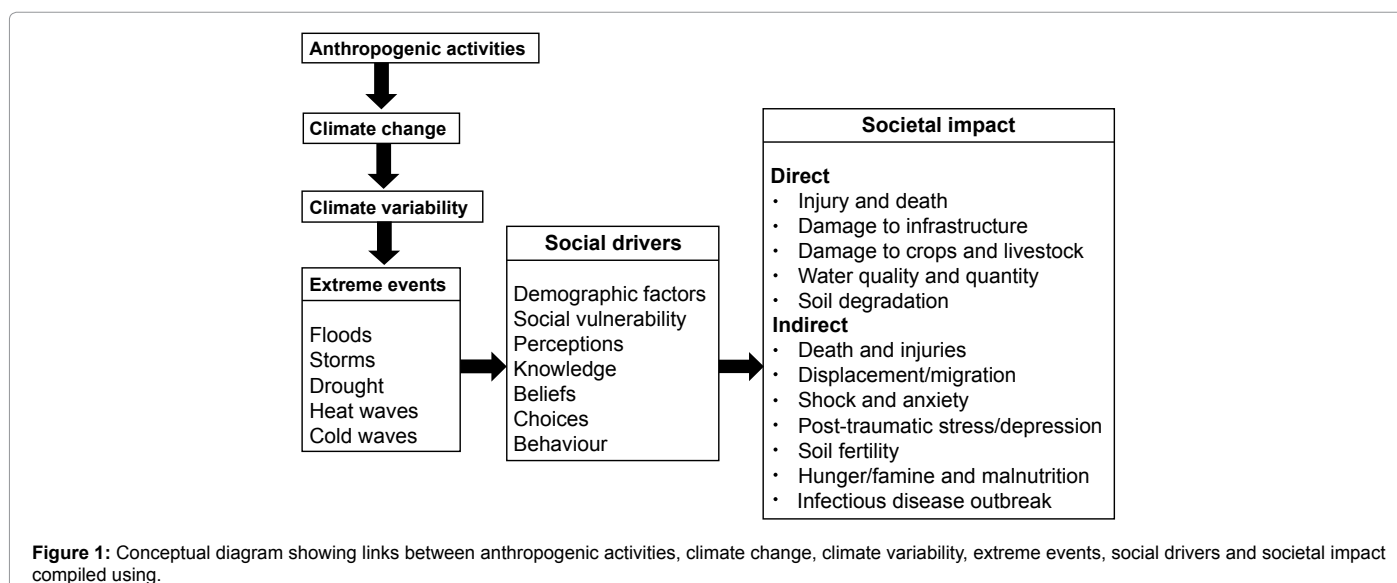 Anthropogenic activities
Climate change
Climate variability
Extreme events
Floods
Storms
Drought
Heat waves
Cold waves
Social drivers
Demographic factors
Social vulnerability
Perceptions
Knowledge
Beliefs
Choices
Behaviour
Societal impact
Direct
· Injury and death
· Damage to infrastructure
· Damage to crops and livestock
· Water quality and quantity
· Soil degradation
Indirect
· Death and injuries
· Displacement/migration
· Shock and anxiety
· Post-traumatic stress/depression
· Soil fertility
· Hunger/famine and malnutrition
· Infectious disease outbreak
Figure 1: Conceptual diagram showing links between anthropogenic activities, climate change, climate variability, extreme events, social drivers and societal impact
compiled using.